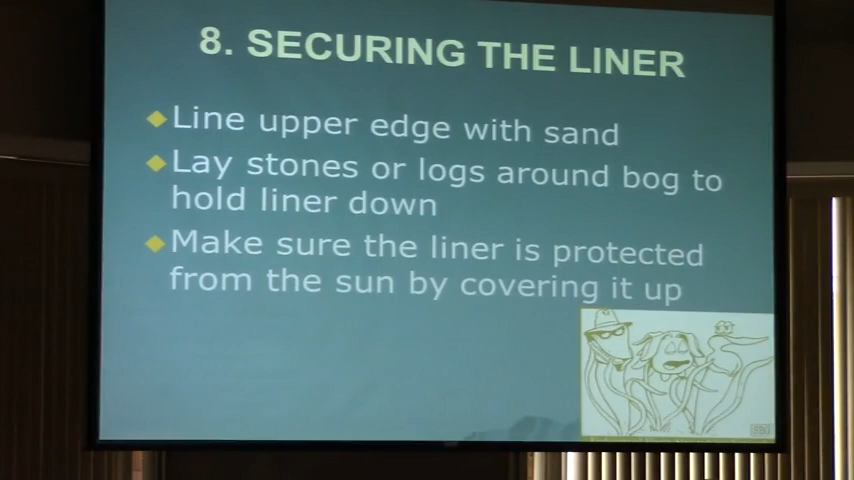 8. SECURING THE LINER
Line upper edge with sand
Lay stones or logs around bog to
hold liner down
Make sure the liner is protected
from the sun by covering it up